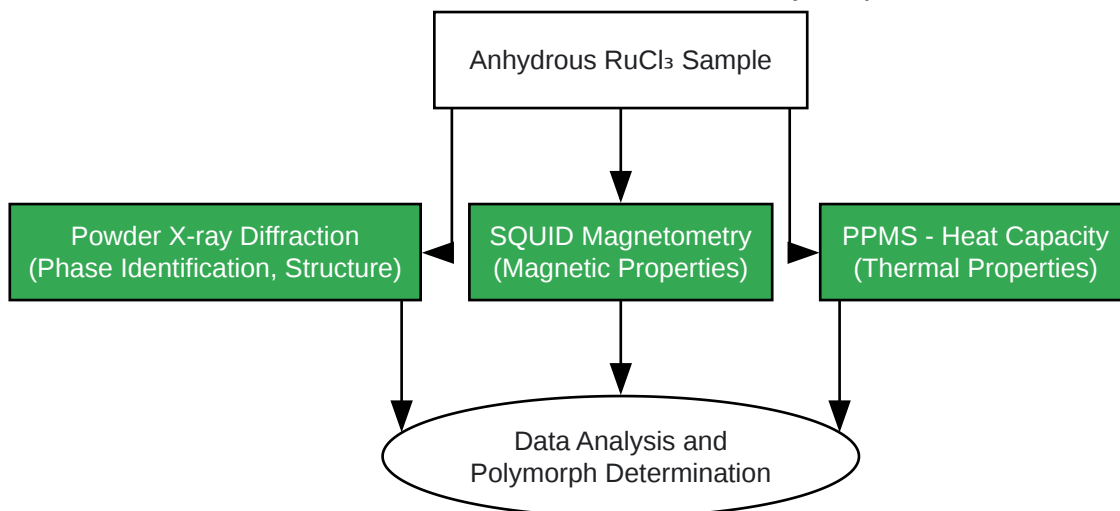 Anhydrous RuCl₃ Sample
Powder X-ray Diffraction
(Phase Identification, Structure)
SQUID Magnetometry
(Magnetic Properties)
PPMS - Heat Capacity
(Thermal Properties)
Data Analysis and
Polymorph Determination